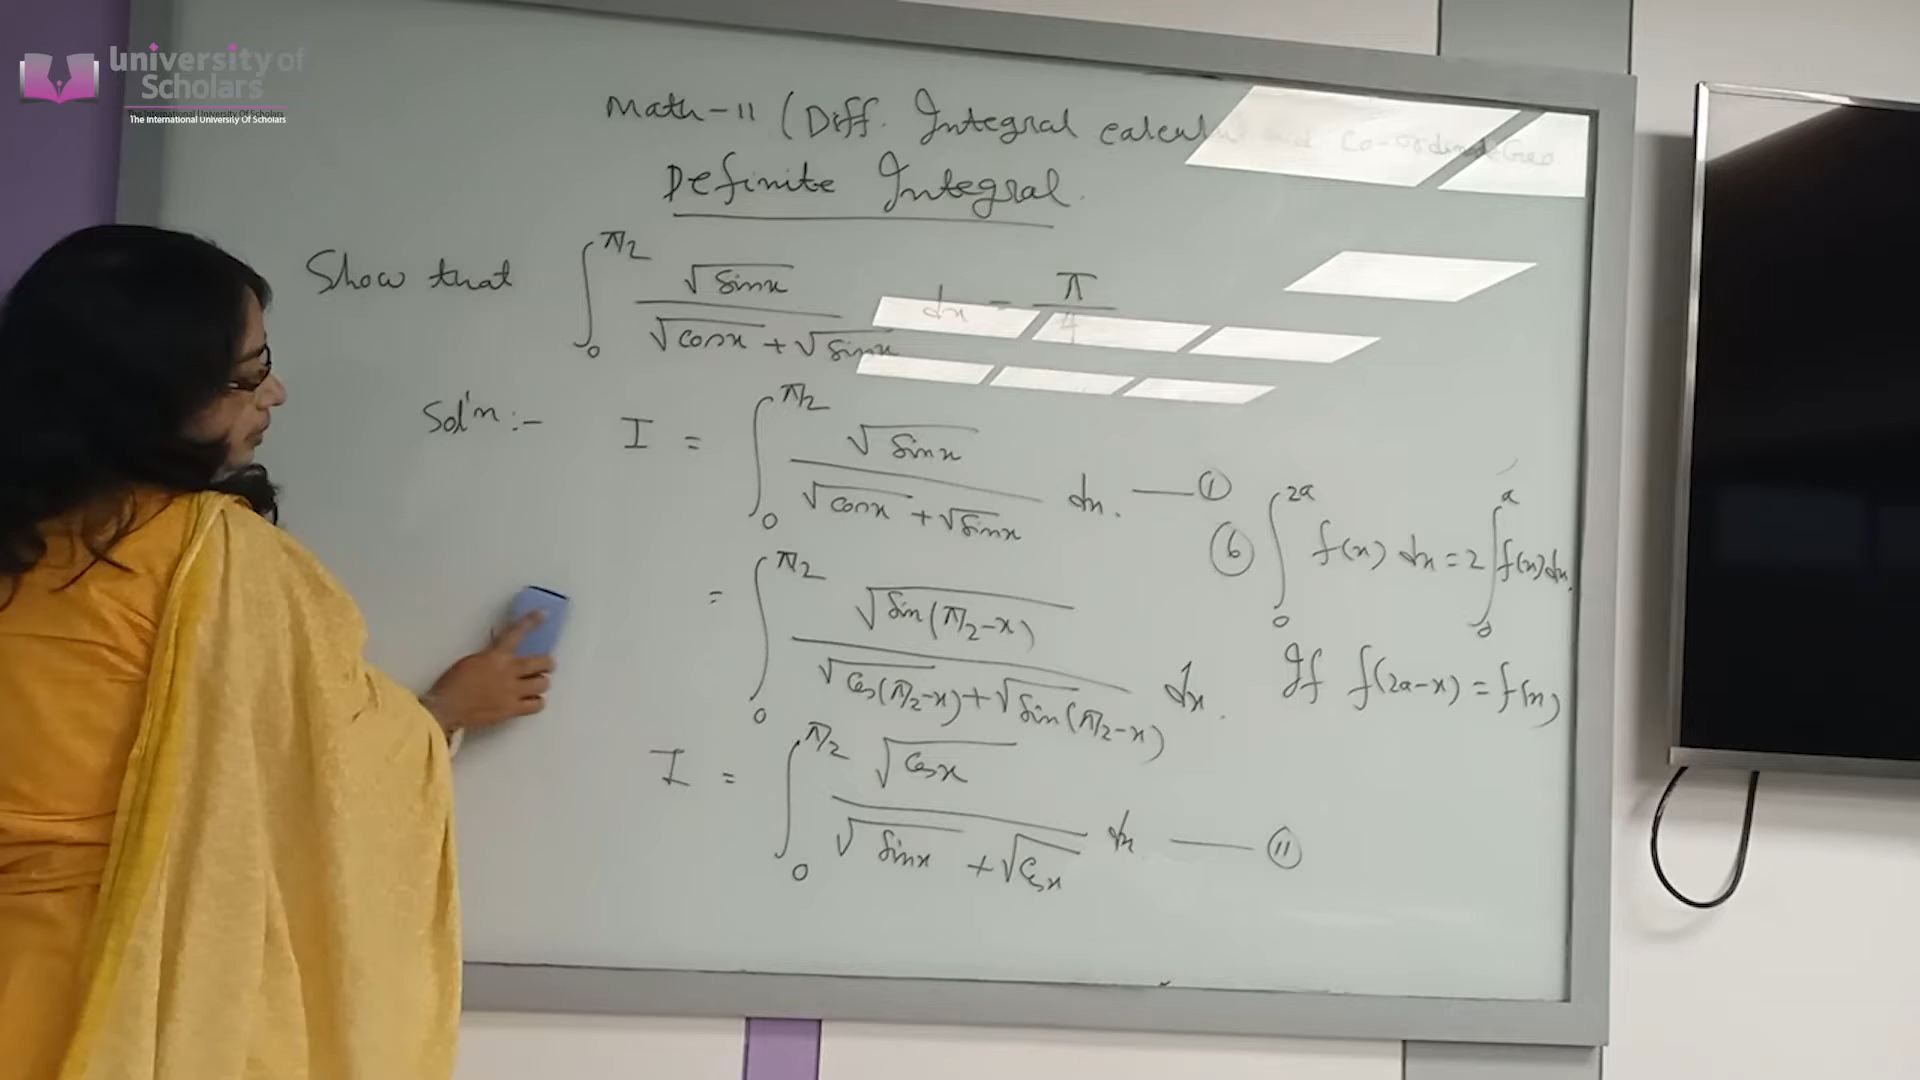 University of
Scholars
The International University Of Scholars
Math-11 (Diff. Integral calculus and Co-ordinate Geo.
Definite Integral.
Show that ∫₀^{π/2} √sinx / (√cosx + √sinx) dx = π/4
Sol'n :- I = ∫₀^{π/2} √sinx / (√cosx + √sinx) dx. —— ①
⑥ ∫₀^{2a} f(x) dx = 2 ∫₀^{a} f(x) dx.
= ∫₀^{π/2} √sin(π/2-x) / (√cos(π/2-x) + √sin(π/2-x)) dx.
If f(2a-x) = f(x)
I = ∫₀^{π/2} √cosx / (√sinx + √cosx) dx —— ⑪